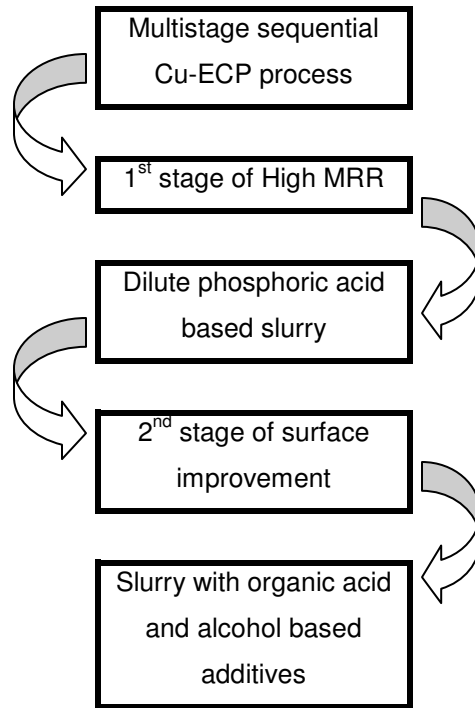 Multistage sequential
Cu-ECP process
1st stage of High MRR
Dilute phosphoric acid
based slurry
2nd stage of surface
improvement
Slurry with organic acid
and alcohol based
additives